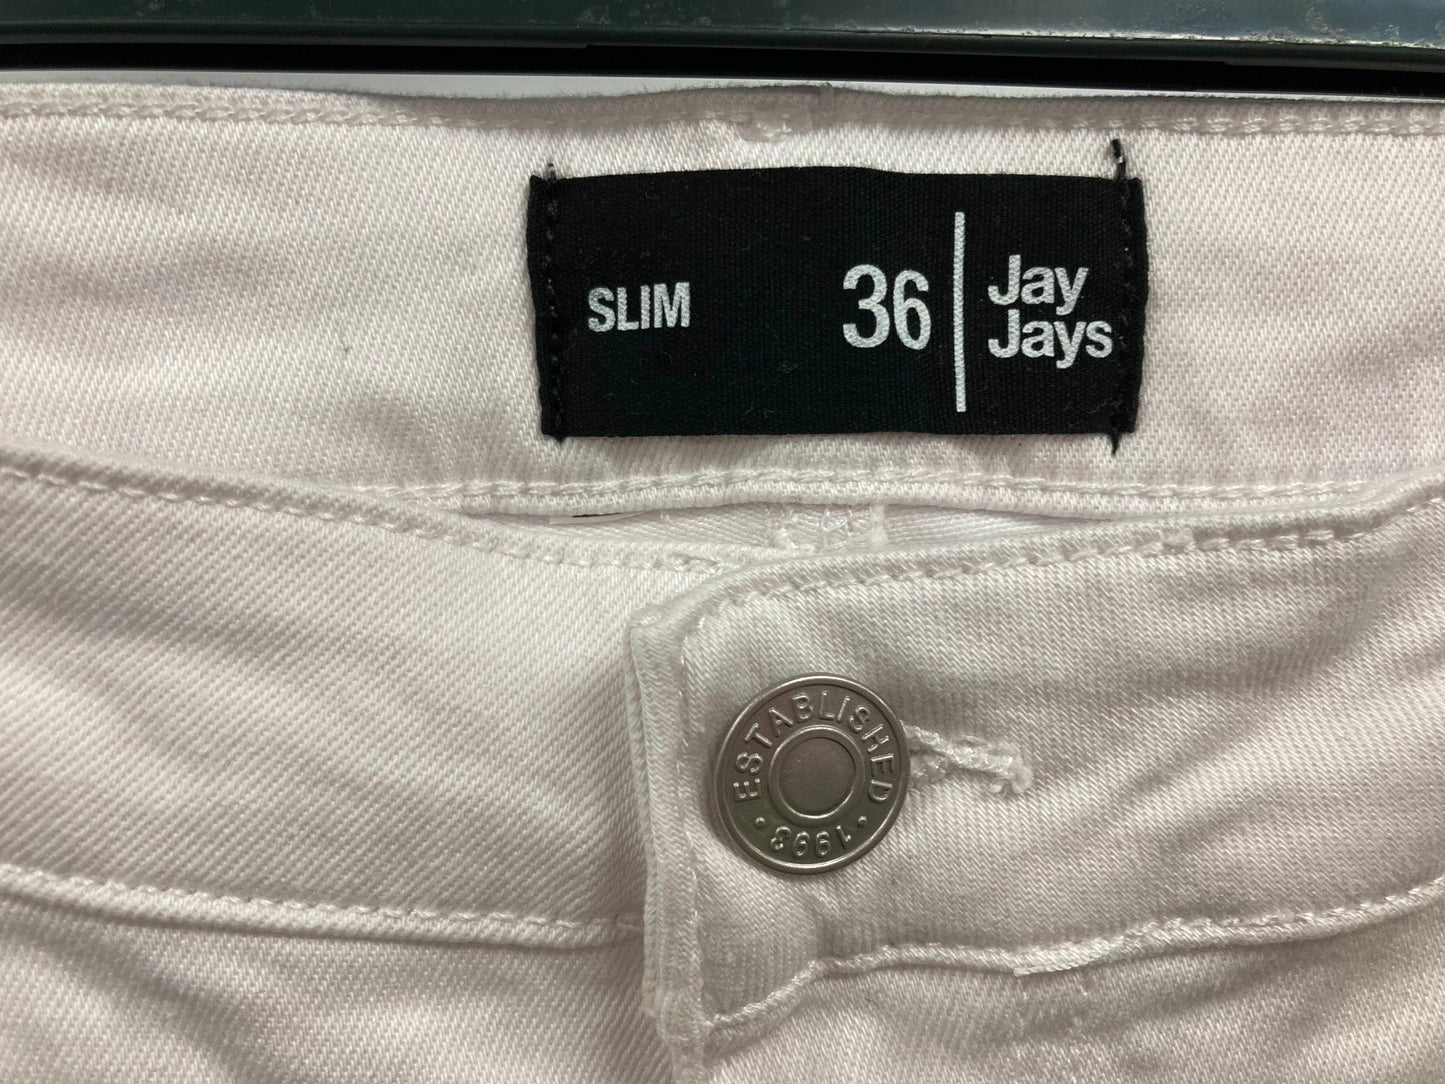 SLIM 36 Jay
Jays
ESTABLISHED
• 1993 •